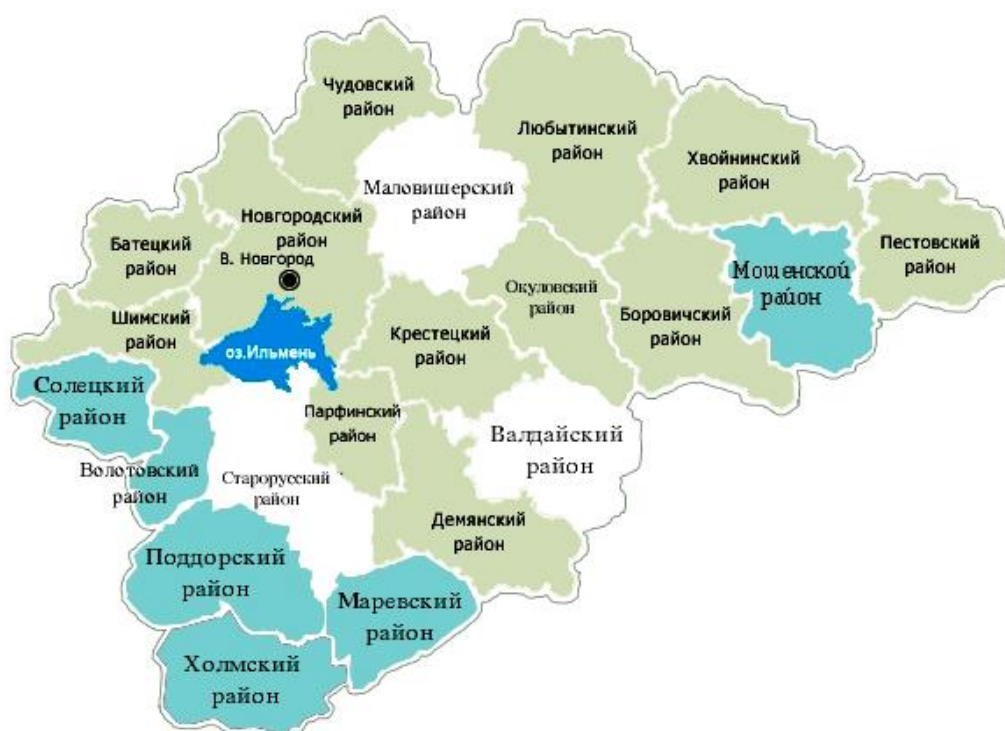 Чудовский
район
Любытинский
район
Хвойнинский
район
Маловишерский
район
Новгородский
район
В. Новгород
Батецкий
район
Мошенской
район
Пестовский
район
Окуловский
район
Шимский
район
Крестецкий
район
Боровичский
район
оз.Ильмень
Солецкий
район
Парфинский
район
Валдайский
район
Волотовский
район
Старорусский
район
Демянский
район
Поддорский
район
Маревский
район
Холмский
район